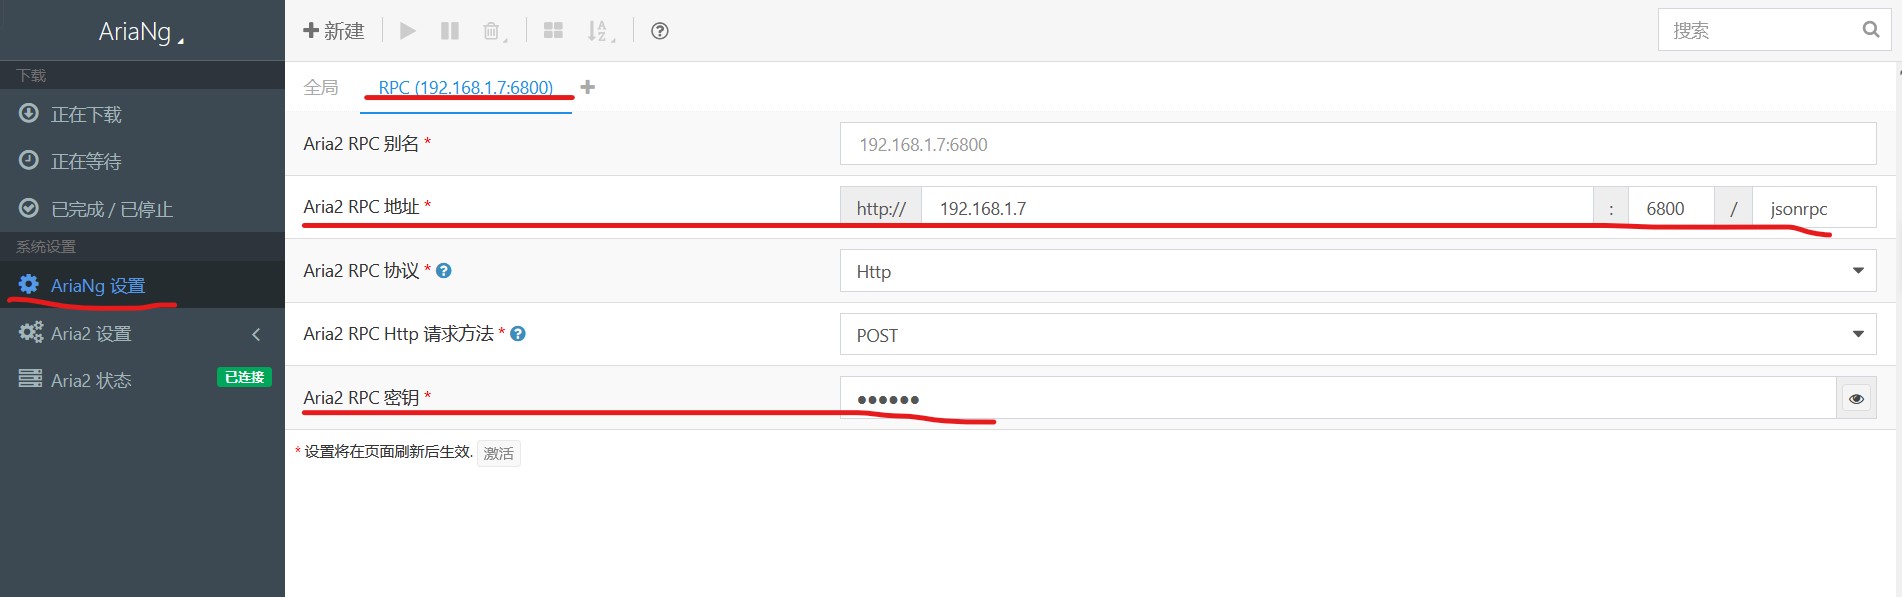 AriaNg
新建
搜索
下载
正在下载
正在等待
已完成 / 已停止
系统设置
AriaNg 设置
Aria2 设置
Aria2 状态 已连接
全局 RPC (192.168.1.7:6800)
Aria2 RPC 别名 * 192.168.1.7:6800
Aria2 RPC 地址 * http:// 192.168.1.7 : 6800 / jsonrpc
Aria2 RPC 协议 * Http
Aria2 RPC Http 请求方法 * POST
Aria2 RPC 密钥 * ●●●●●●
* 设置将在页面刷新后生效. 激活